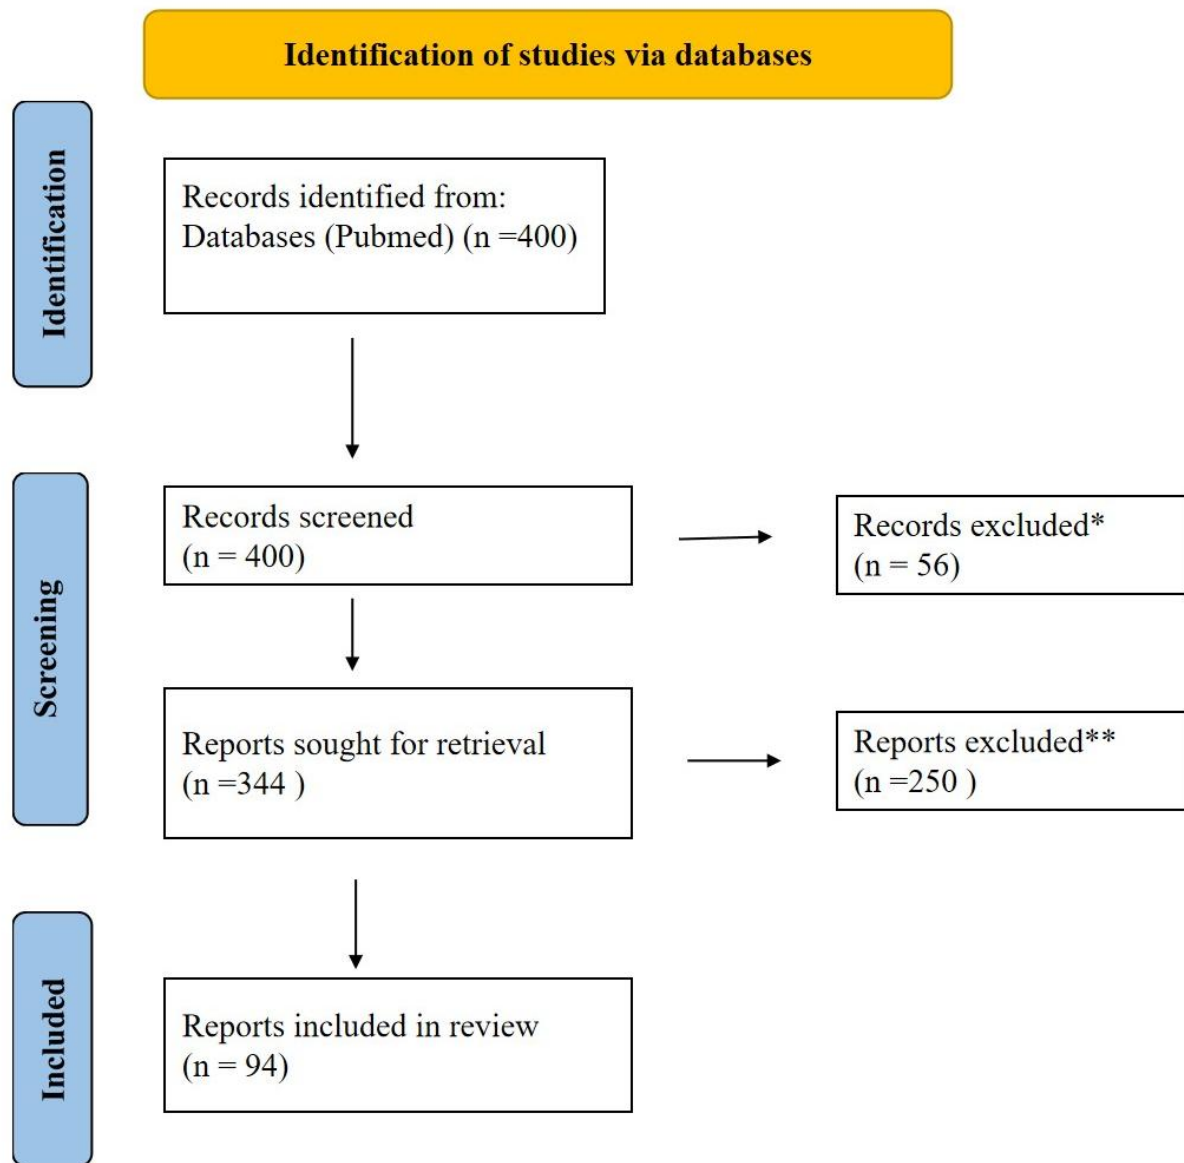 Identification of studies via databases
Identification
Records identified from:
Databases (Pubmed) (n =400)
Screening
Records screened
(n = 400)
Records excluded*
(n = 56)
Reports sought for retrieval
(n =344 )
Reports excluded**
(n =250 )
Included
Reports included in review
(n = 94)